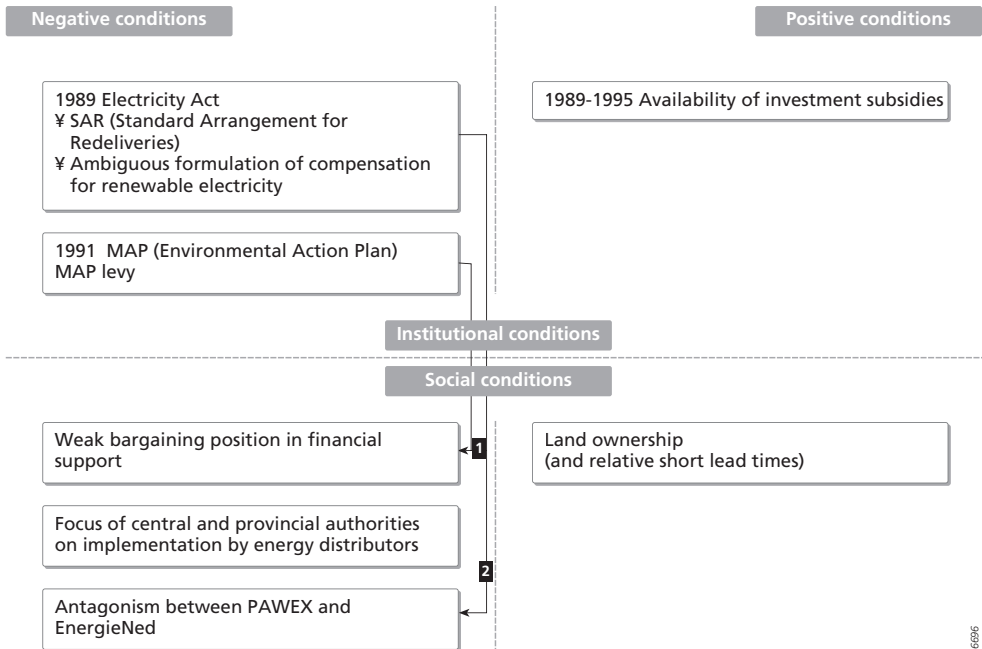 Negative conditions
Positive conditions
1989 Electricity Act
¥ SAR (Standard Arrangement for
Redeliveries)
¥ Ambiguous formulation of compensation
for renewable electricity
1989-1995 Availability of investment subsidies
1991 MAP (Environmental Action Plan)
MAP levy
Institutional conditions
Social conditions
Weak bargaining position in financial
support
1
Land ownership
(and relative short lead times)
Focus of central and provincial authorities
on implementation by energy distributors
2
Antagonism between PAWEX and
EnergieNed
6696